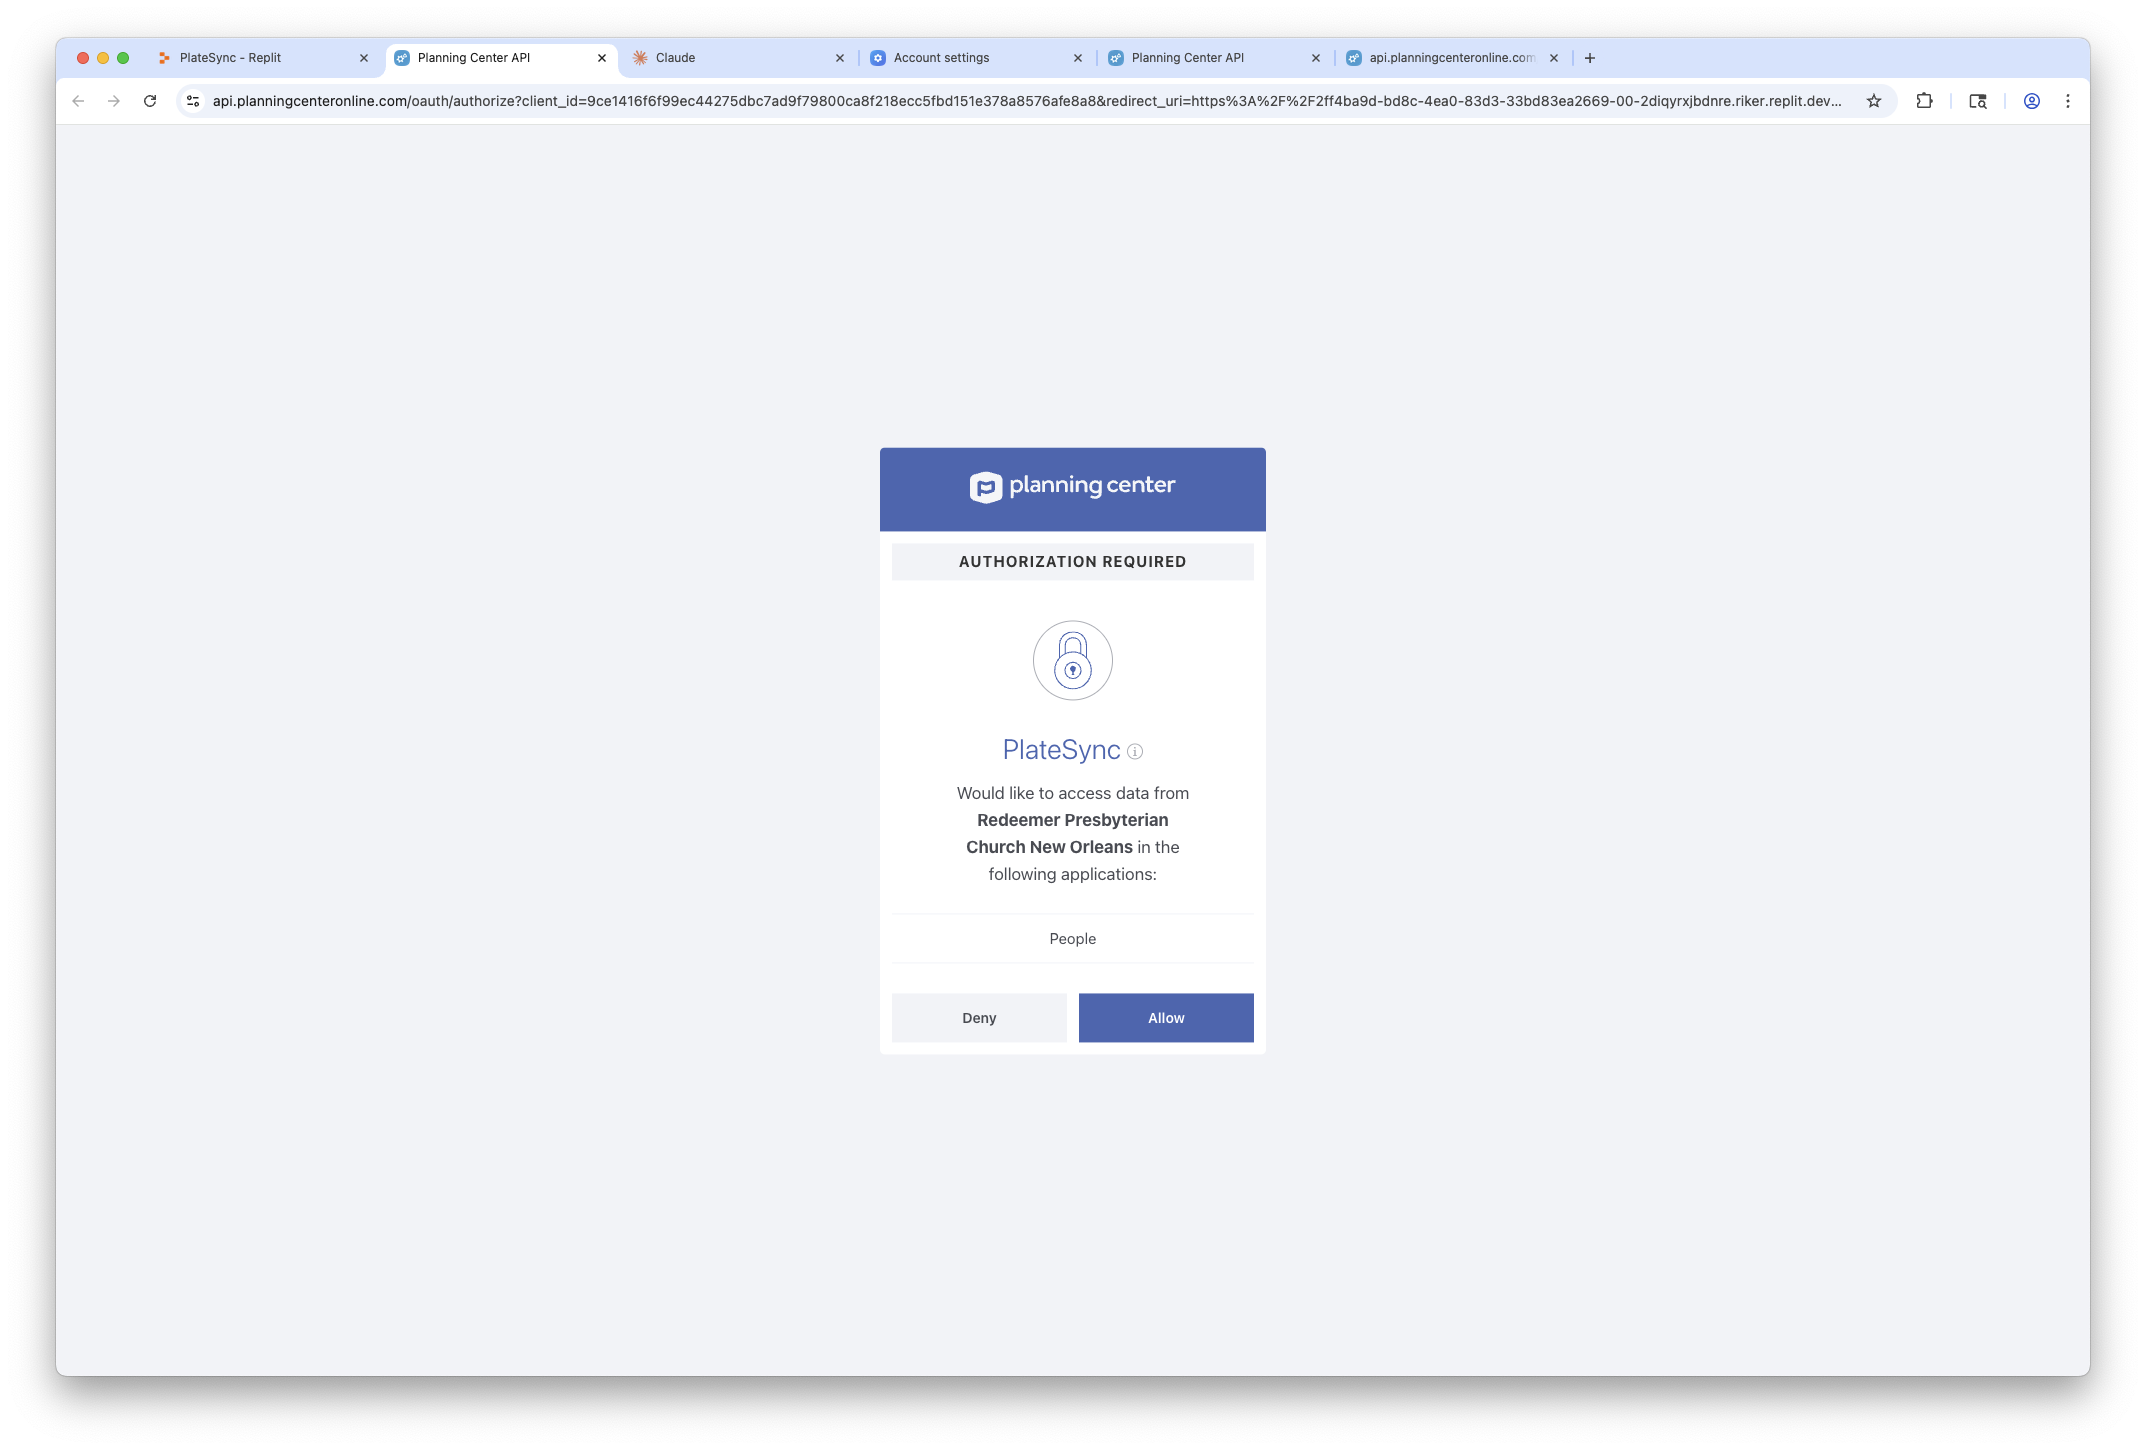 PlateSync - Replit
Planning Center API
Claude
Account settings
Planning Center API
api.planningcenteronline.com
api.planningcenteronline.com/oauth/authorize?client_id=9ce1416f6f99ec44275dbc7ad9f79800ca8f218ecc5fbd151e378a8576afe8a8&redirect_uri=https%3A%2F%2F2ff4ba9d-bd8c-4ea0-83d3-33bd83ea2669-00-2diqyrxjbdnre.riker.replit.dev...
planning center
AUTHORIZATION REQUIRED
PlateSync
Would like to access data from
Redeemer Presbyterian
Church New Orleans in the
following applications:
People
Deny
Allow